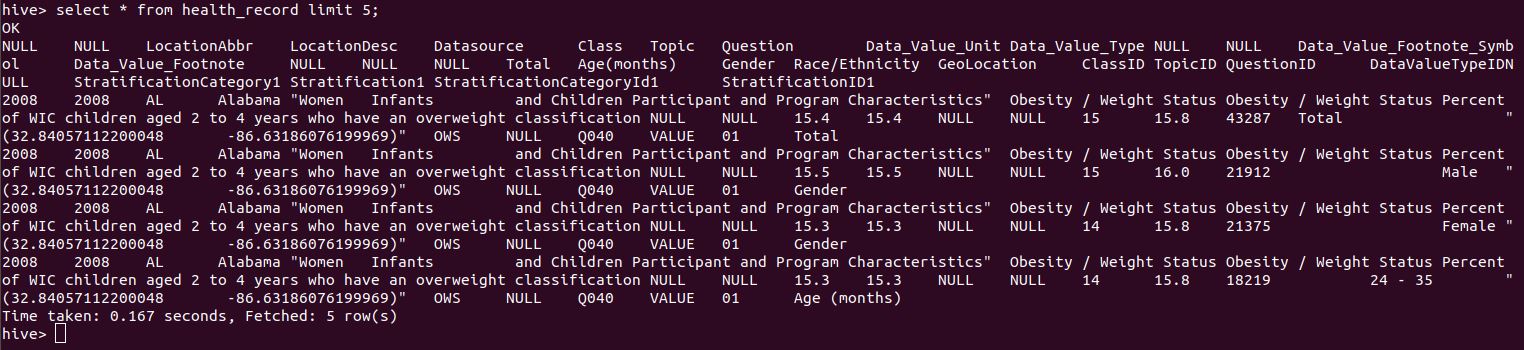 hive> select * from health_record limit 5;
OK
NULL    NULL    LocationAbbr    LocationDesc    Datasource      Class   Topic   Question        Data_Value_Unit Data_Value_Type NULL    NULL    Data_Value_Footnote_Symb
ol      Data_Value_Footnote     NULL    NULL    NULL    Total   Age(months)     Gender  Race/Ethnicity  GeoLocation     ClassID TopicID QuestionID      DataValueTypeIDN
ULL     StratificationCategory1 Stratification1 StratificationCategoryId1       StratificationID1
2008    2008    AL      Alabama "Women   Infants         and Children Participant and Program Characteristics"  Obesity / Weight Status Obesity / Weight Status Percent
of WIC children aged 2 to 4 years who have an overweight classification NULL    NULL    15.4    15.4    NULL    NULL    15      15.8    43287   Total                   "
(32.84057112200048       -86.63186076199969)"   OWS     NULL    Q040    VALUE   01      Total
2008    2008    AL      Alabama "Women   Infants         and Children Participant and Program Characteristics"  Obesity / Weight Status Obesity / Weight Status Percent
of WIC children aged 2 to 4 years who have an overweight classification NULL    NULL    15.5    15.5    NULL    NULL    15      16.0    21912                   Male    "
(32.84057112200048       -86.63186076199969)"   OWS     NULL    Q040    VALUE   01      Gender
2008    2008    AL      Alabama "Women   Infants         and Children Participant and Program Characteristics"  Obesity / Weight Status Obesity / Weight Status Percent
of WIC children aged 2 to 4 years who have an overweight classification NULL    NULL    15.3    15.3    NULL    NULL    14      15.8    21375                   Female  "
(32.84057112200048       -86.63186076199969)"   OWS     NULL    Q040    VALUE   01      Gender
2008    2008    AL      Alabama "Women   Infants         and Children Participant and Program Characteristics"  Obesity / Weight Status Obesity / Weight Status Percent
of WIC children aged 2 to 4 years who have an overweight classification NULL    NULL    15.3    15.3    NULL    NULL    14      15.8    18219           24 - 35         "
(32.84057112200048       -86.63186076199969)"   OWS     NULL    Q040    VALUE   01      Age (months)
Time taken: 0.167 seconds, Fetched: 5 row(s)
hive>